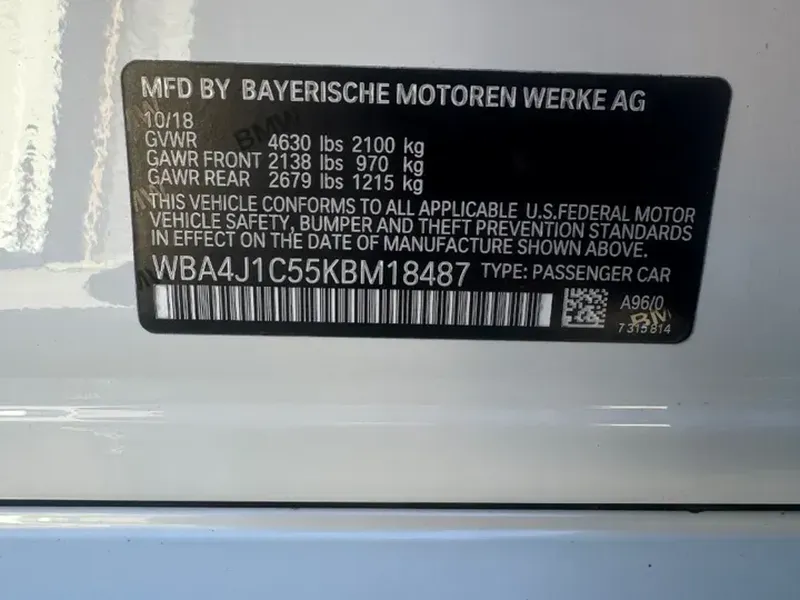 MFD BY BAYERISCHE MOTOREN WERKE AG
10/18
GVWR 4630 lbs 2100 kg
GAWR FRONT 2138 lbs 970 kg
GAWR REAR 2679 lbs 1215 kg
THIS VEHICLE CONFORMS TO ALL APPLICABLE U.S.FEDERAL MOTOR
VEHICLE SAFETY, BUMPER AND THEFT PREVENTION STANDARDS
IN EFFECT ON THE DATE OF MANUFACTURE SHOWN ABOVE.
WBA4J1C55KBM18487 TYPE: PASSENGER CAR
A96/0
7315814
BMW